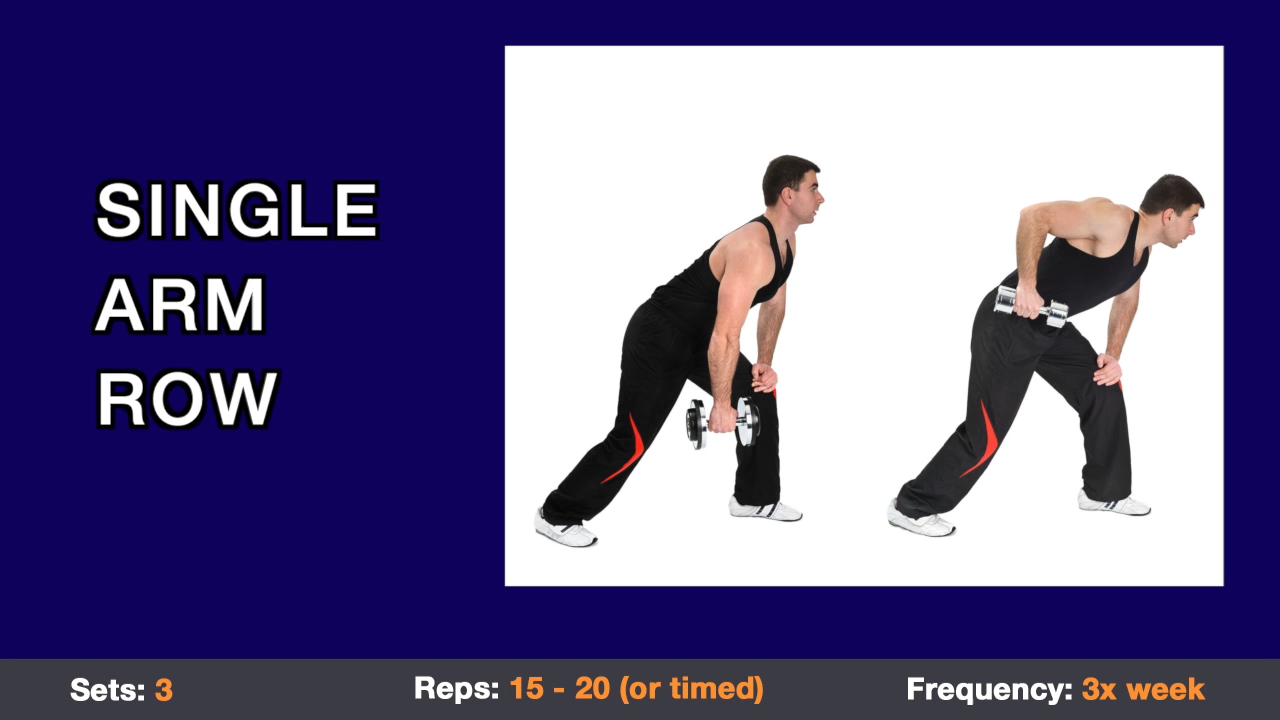 SINGLE
ARM
ROW
Sets: 3
Reps: 15 - 20 (or timed)
Frequency: 3x week